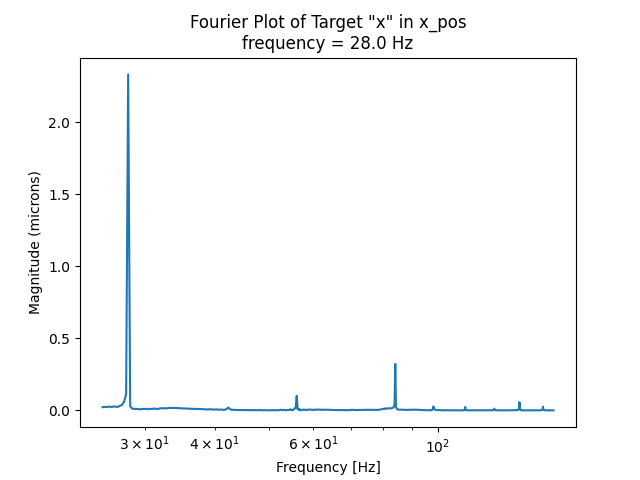 Fourier Plot of Target "x" in x_pos
frequency = 28.0 Hz
Magnitude (microns)
2.0
1.5
1.0
0.5
0.0
3 × 10¹
4 × 10¹
6 × 10¹
10²
Frequency [Hz]